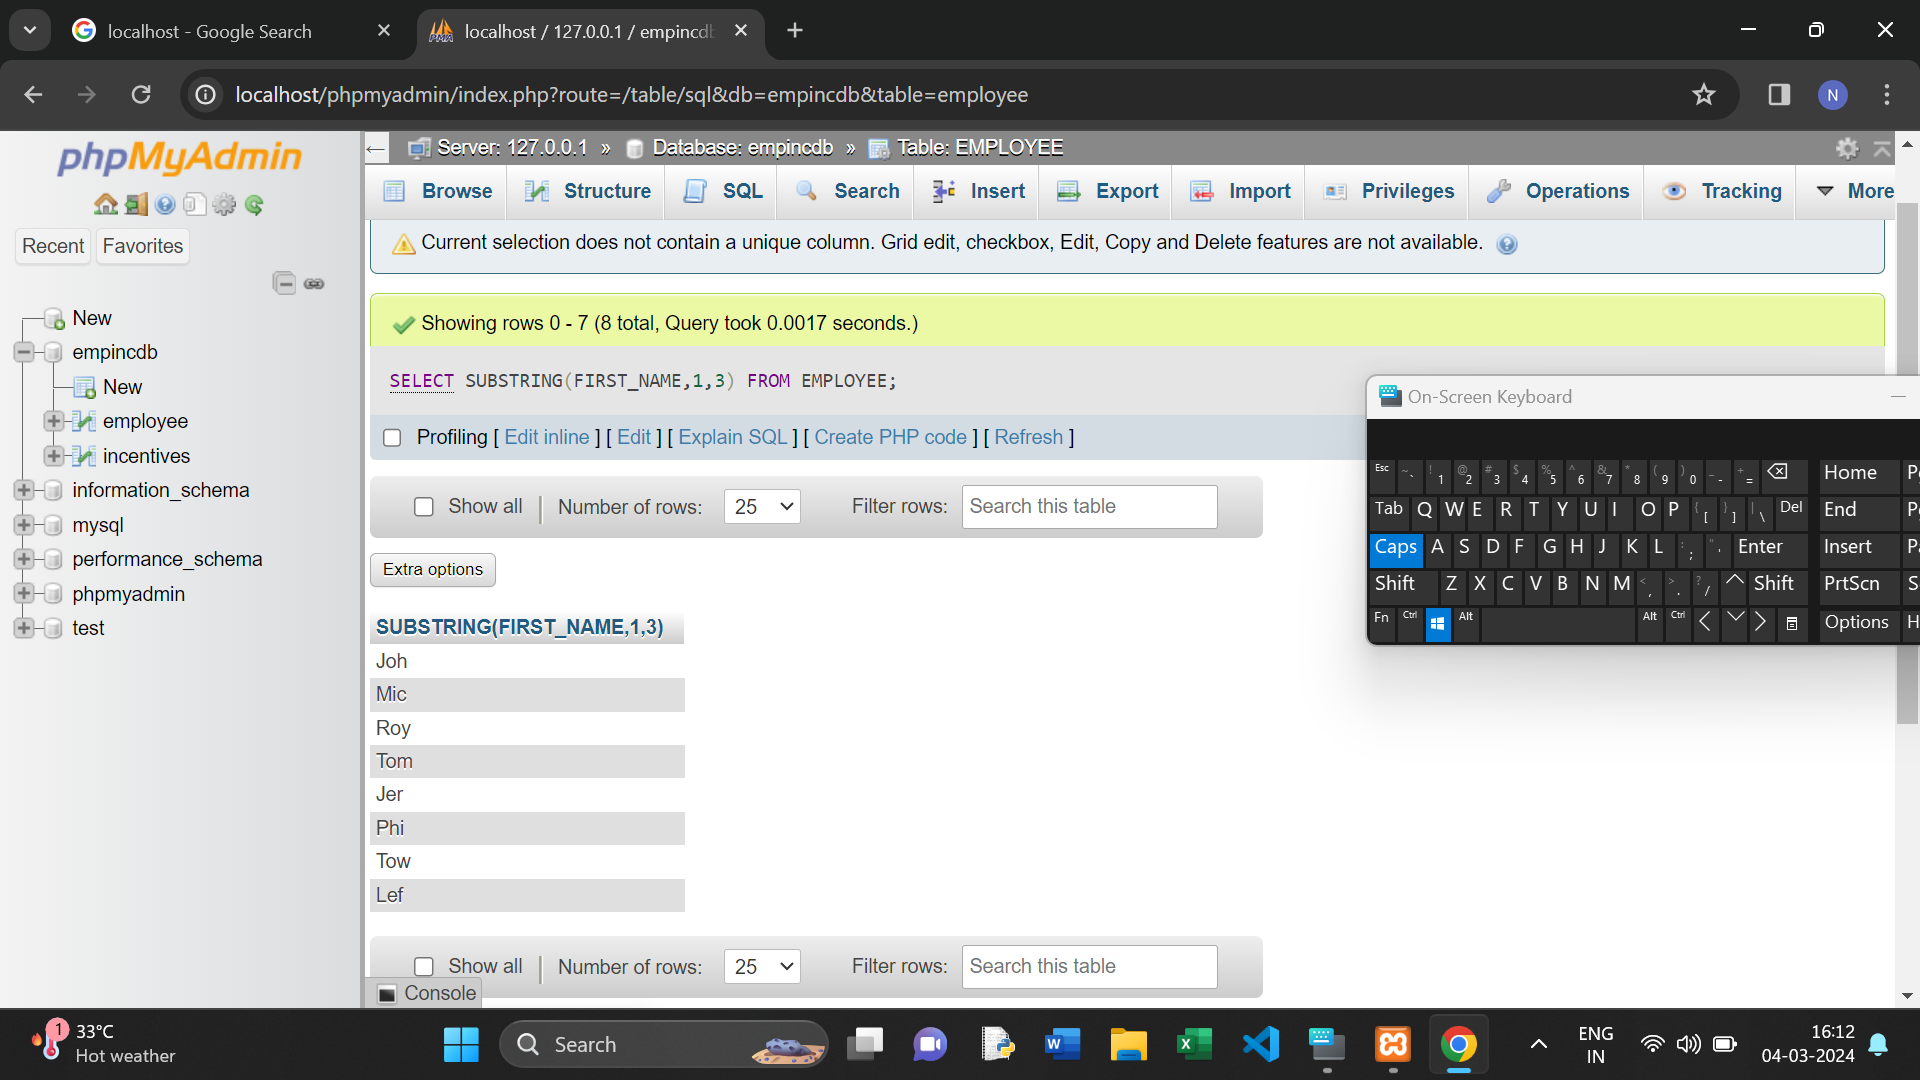 localhost - Google Search
localhost / 127.0.0.1 / empincdb
localhost/phpmyadmin/index.php?route=/table/sql&db=empincdb&table=employee
N
phpMyAdmin
Recent Favorites
New
empincdb
New
employee
incentives
information_schema
mysql
performance_schema
phpmyadmin
test
Server: 127.0.0.1 » Database: empincdb » Table: EMPLOYEE
Browse Structure SQL Search Insert Export Import Privileges Operations Tracking More
Current selection does not contain a unique column. Grid edit, checkbox, Edit, Copy and Delete features are not available.
Showing rows 0 - 7 (8 total, Query took 0.0017 seconds.)
SELECT SUBSTRING(FIRST_NAME,1,3) FROM EMPLOYEE;
Profiling [ Edit inline ] [ Edit ] [ Explain SQL ] [ Create PHP code ] [ Refresh ]
Show all Number of rows: 25 Filter rows: Search this table
Extra options
SUBSTRING(FIRST_NAME,1,3)
Joh
Mic
Roy
Tom
Jer
Phi
Tow
Lef
Show all Number of rows: 25 Filter rows: Search this table
Console
On-Screen Keyboard
Esc ~ ` ! 1 @ 2 # 3 $ 4 % 5 ^ 6 & 7 * 8 ( 9 ) 0 _ - + = Home
Tab Q W E R T Y U I O P { [ } ] | \ Del End
Caps A S D F G H J K L : ; " ' Enter Insert
Shift Z X C V B N M < , > . ? / Shift PrtScn
Fn Ctrl Alt Alt Ctrl Options
1
33°C
Hot weather
Search
ENG
IN
16:12
04-03-2024